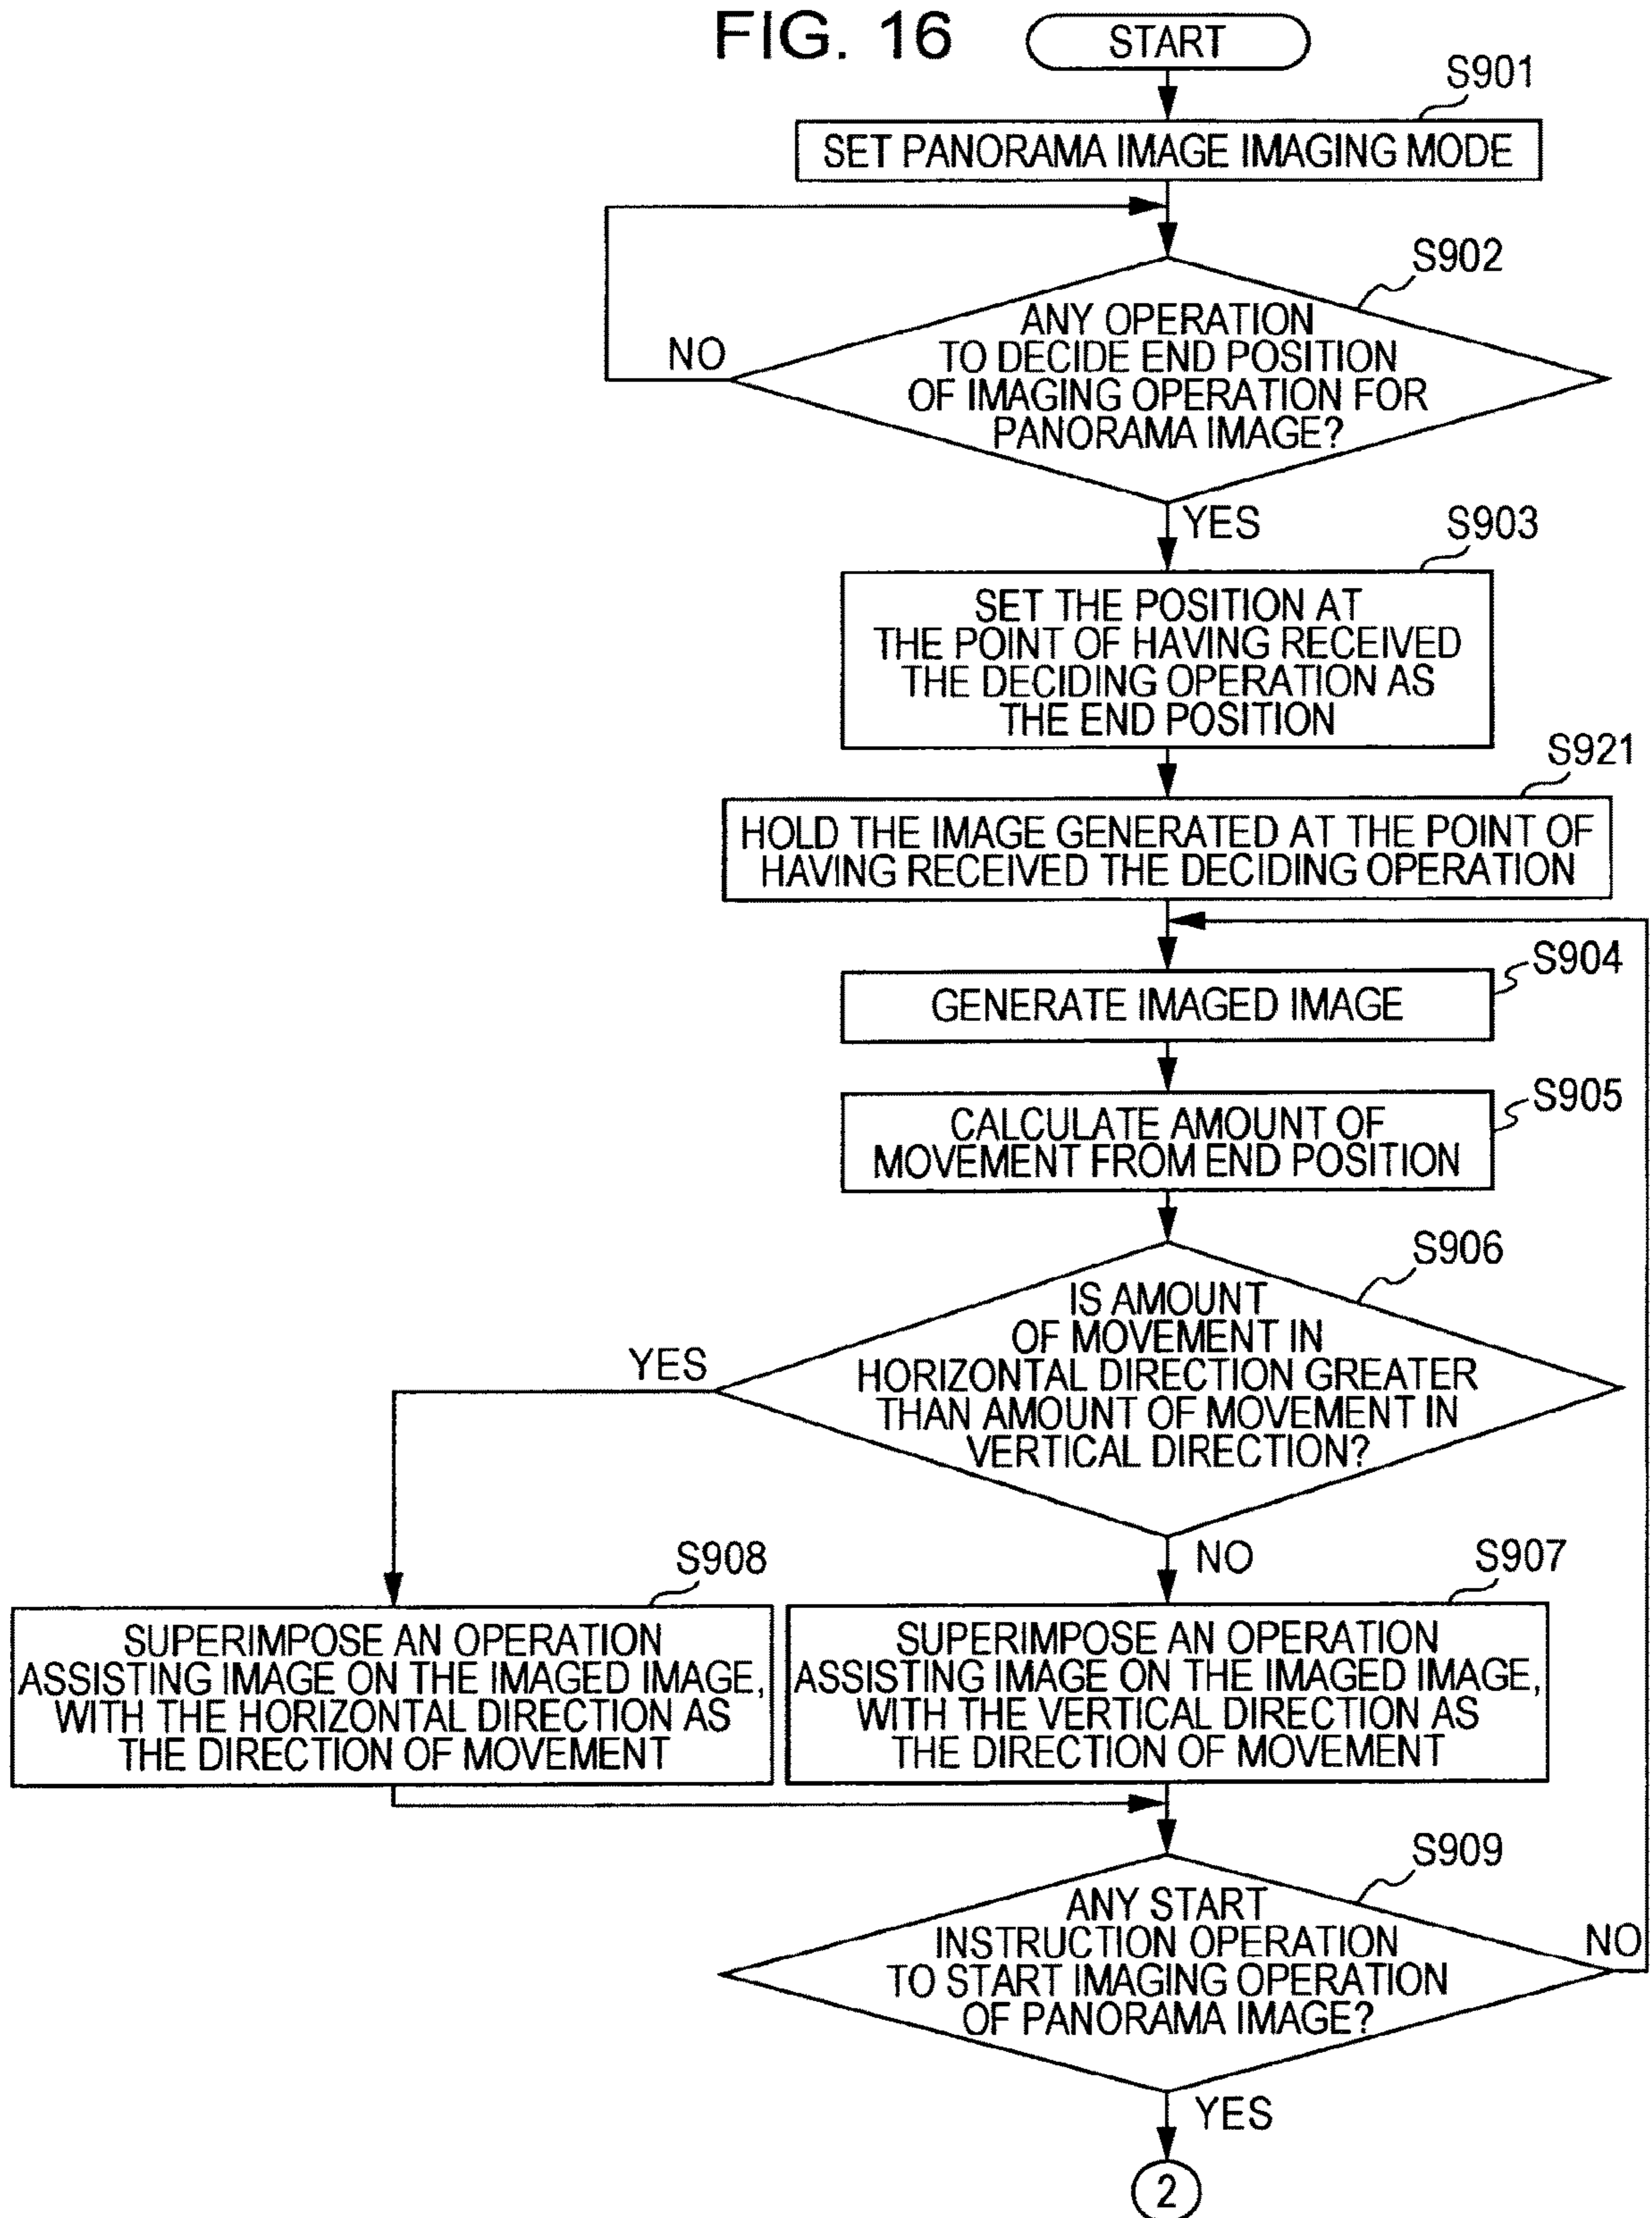 FIG. 16
START
S901
SET PANORAMA IMAGE IMAGING MODE
S902
ANY OPERATION
TO DECIDE END POSITION
OF IMAGING OPERATION FOR
PANORAMA IMAGE?
NO
YES
S903
SET THE POSITION AT
THE POINT OF HAVING RECEIVED
THE DECIDING OPERATION AS
THE END POSITION
S921
HOLD THE IMAGE GENERATED AT THE POINT OF
HAVING RECEIVED THE DECIDING OPERATION
S904
GENERATE IMAGED IMAGE
S905
CALCULATE AMOUNT OF
MOVEMENT FROM END POSITION
S906
IS AMOUNT
OF MOVEMENT IN
HORIZONTAL DIRECTION GREATER
THAN AMOUNT OF MOVEMENT IN
VERTICAL DIRECTION?
YES
NO
S908
SUPERIMPOSE AN OPERATION
ASSISTING IMAGE ON THE IMAGED IMAGE,
WITH THE HORIZONTAL DIRECTION AS
THE DIRECTION OF MOVEMENT
S907
SUPERIMPOSE AN OPERATION
ASSISTING IMAGE ON THE IMAGED IMAGE,
WITH THE VERTICAL DIRECTION AS
THE DIRECTION OF MOVEMENT
S909
ANY START
INSTRUCTION OPERATION
TO START IMAGING OPERATION
OF PANORAMA IMAGE?
NO
YES
2